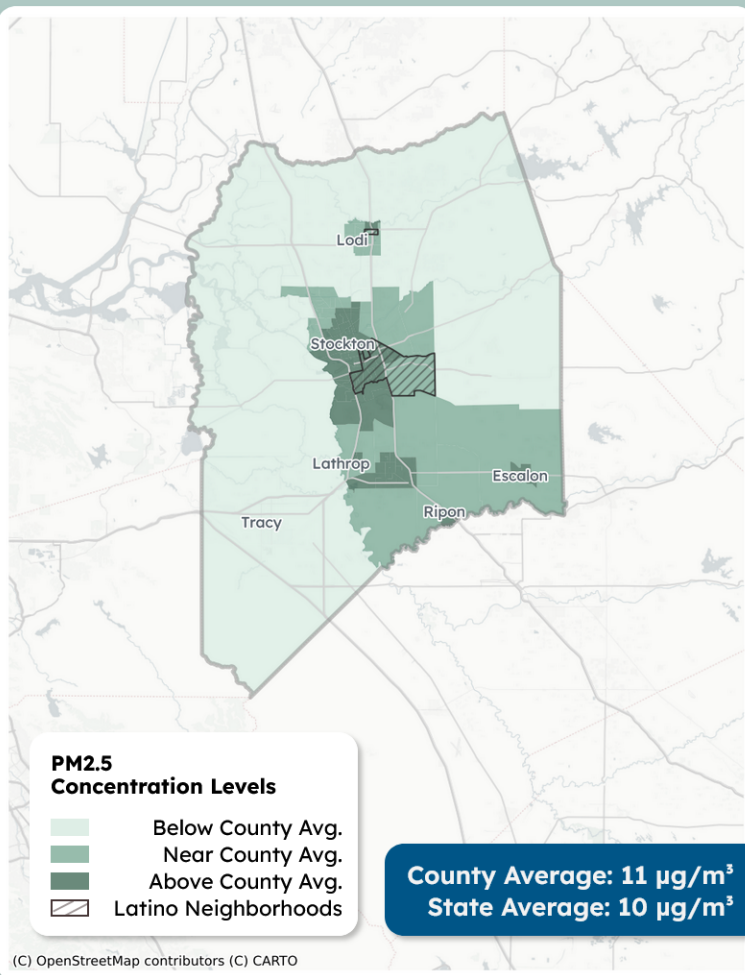 Lodi
Stockton
Lathrop
Escalon
Ripon
Tracy
PM2.5
Concentration Levels
Below County Avg.
Near County Avg.
Above County Avg.
Latino Neighborhoods
County Average: 11 μg/m³
State Average: 10 μg/m³
(C) OpenStreetMap contributors (C) CARTO